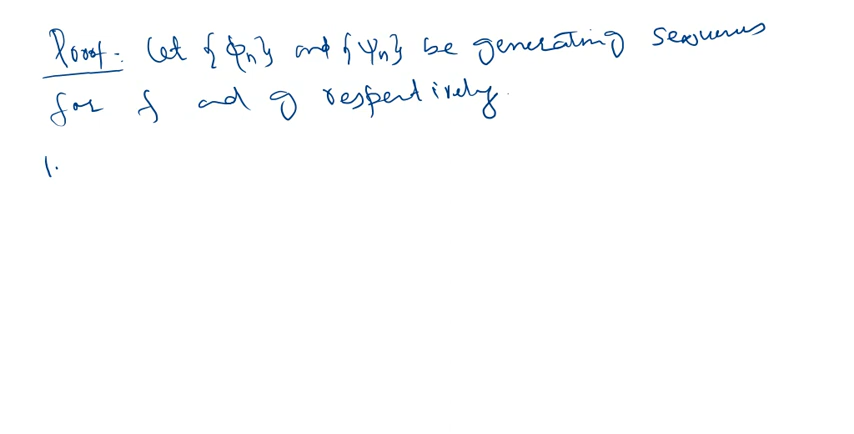 Proof: Let {ϕn} and {ψn} be generating sequences
for f and g respectively.
1.